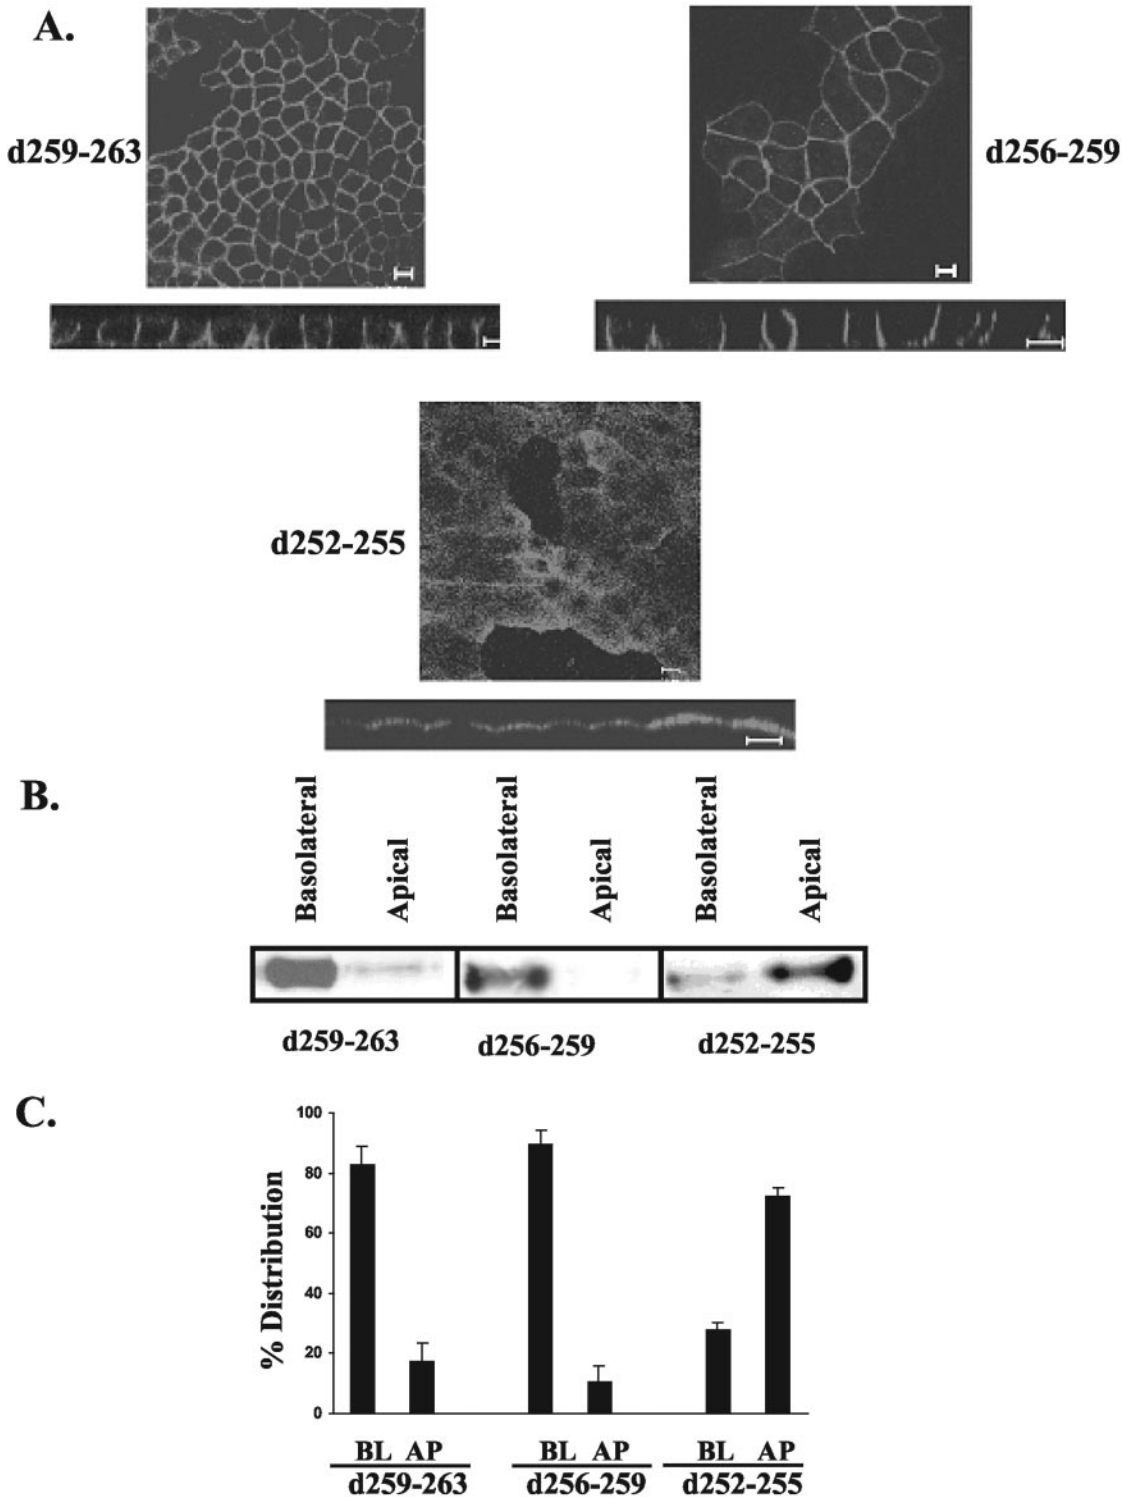 A.
d259-263
d256-259
d252-255
B.
Basolateral
Apical
Basolateral
Apical
Basolateral
Apical
d259-263
d256-259
d252-255
C.
% Distribution
100
80
60
40
20
0
BL AP
BL AP
BL AP
d259-263
d256-259
d252-255